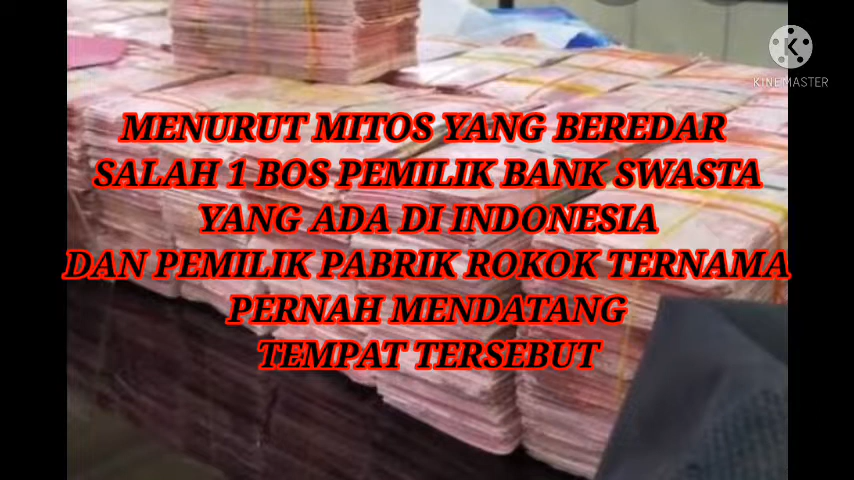 KINEMASTER
MENURUT MITOS YANG BEREDAR
SALAH 1 BOS PEMILIK BANK SWASTA
YANG ADA DI INDONESIA
DAN PEMILIK PABRIK ROKOK TERNAMA
PERNAH MENDATANG
TEMPAT TERSEBUT